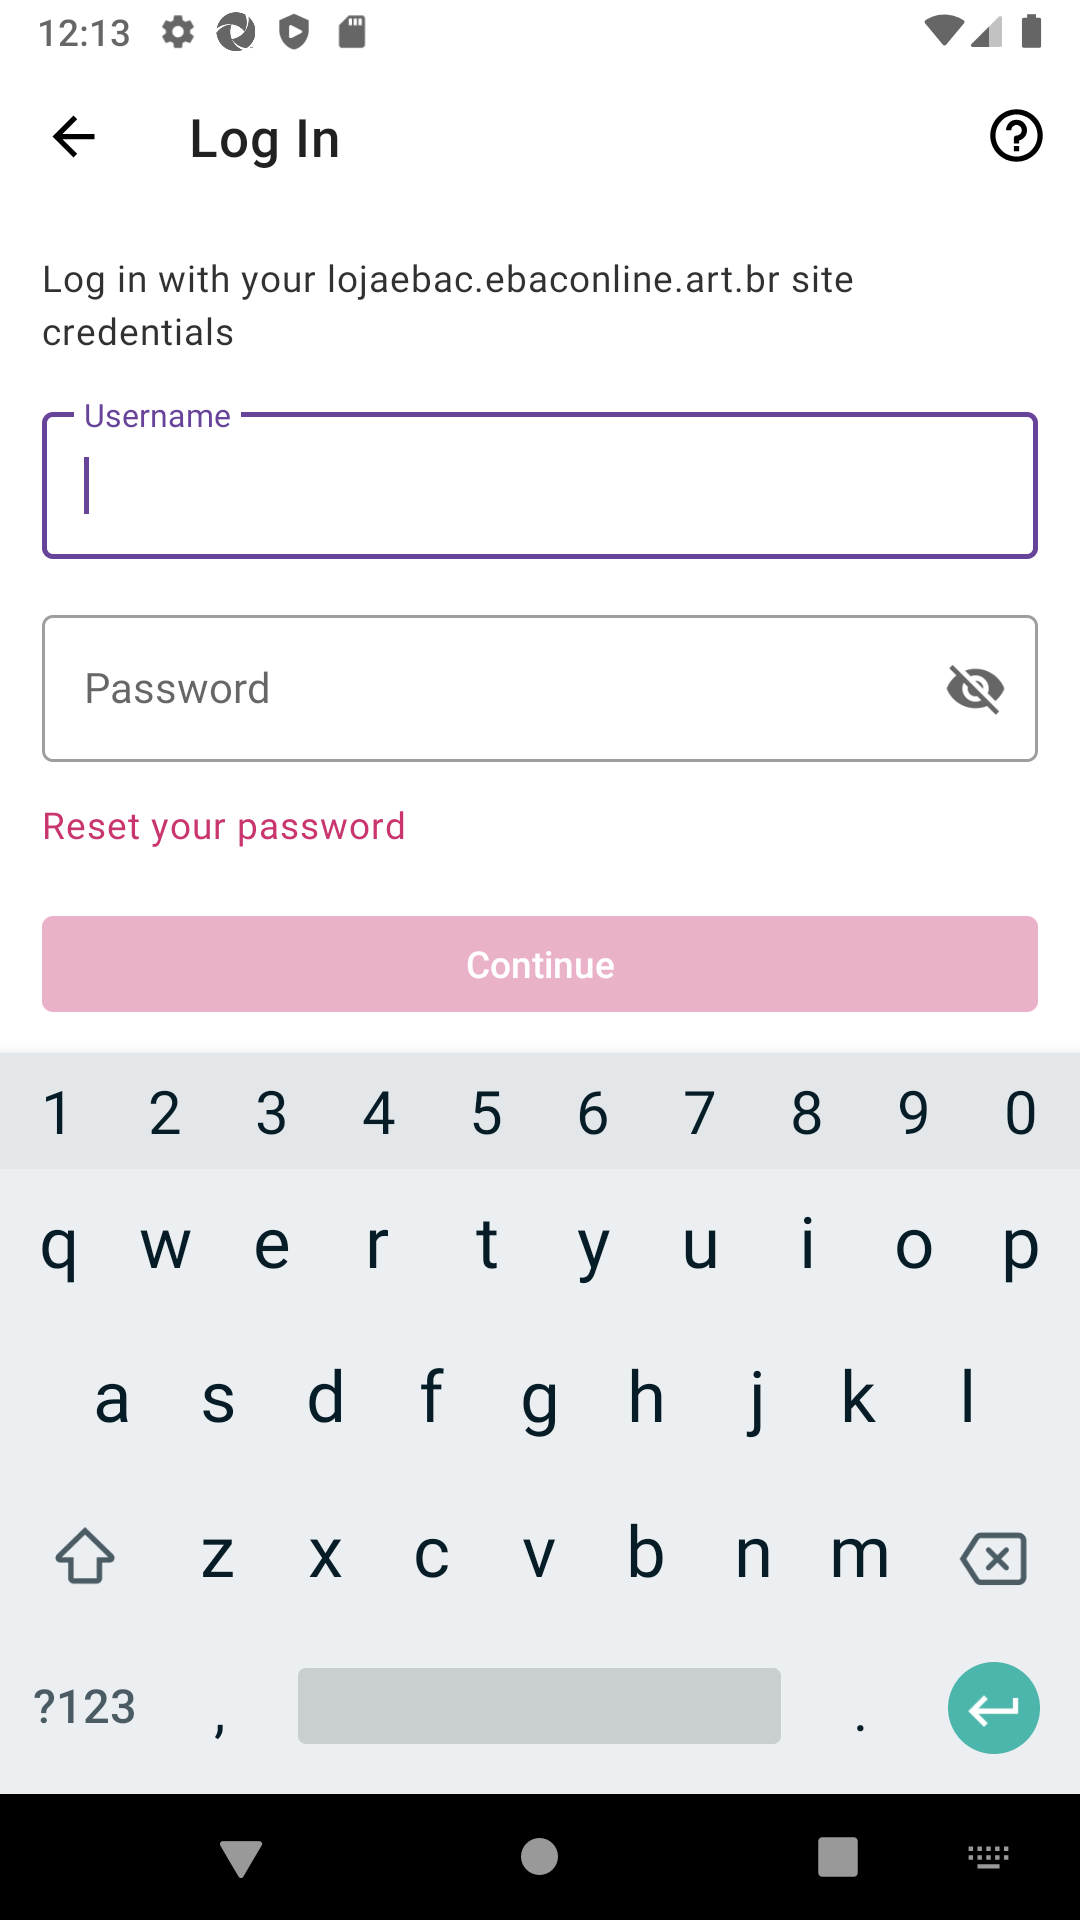 12:13
Log In
Log in with your lojaebac.ebaconline.art.br site
credentials
Username
Password
Reset your password
Continue
1 2 3 4 5 6 7 8 9 0
q w e r t y u i o p
a s d f g h j k l
z x c v b n m
?123 , .